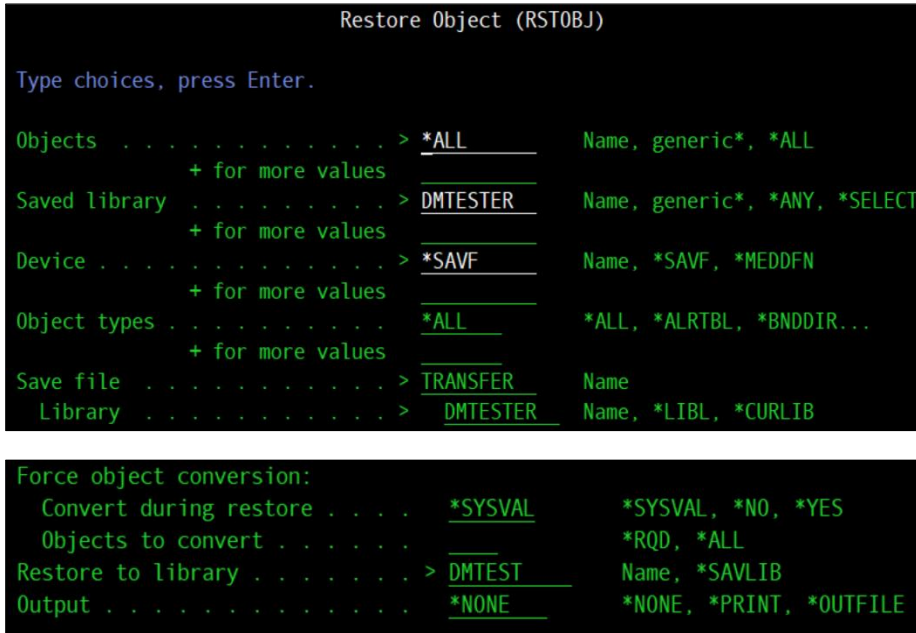 Restore Object (RSTOBJ)
Type choices, press Enter.
Objects . . . . . . . . . . . . > *ALL Name, generic*, *ALL
+ for more values
Saved library . . . . . . . . . > DMTESTER Name, generic*, *ANY, *SELECT
+ for more values
Device . . . . . . . . . . . . . > *SAVF Name, *SAVF, *MEDDFN
+ for more values
Object types . . . . . . . . . . *ALL *ALL, *ALRTBL, *BNDDIR...
+ for more values
Save file . . . . . . . . . . . > TRANSFER Name
Library . . . . . . . . . . . > DMTESTER Name, *LIBL, *CURLIB
Force object conversion:
Convert during restore . . . . *SYSVAL *SYSVAL, *NO, *YES
Objects to convert . . . . . . *RQD, *ALL
Restore to library . . . . . . . > DMTEST Name, *SAVLIB
Output . . . . . . . . . . . . . *NONE *NONE, *PRINT, *OUTFILE